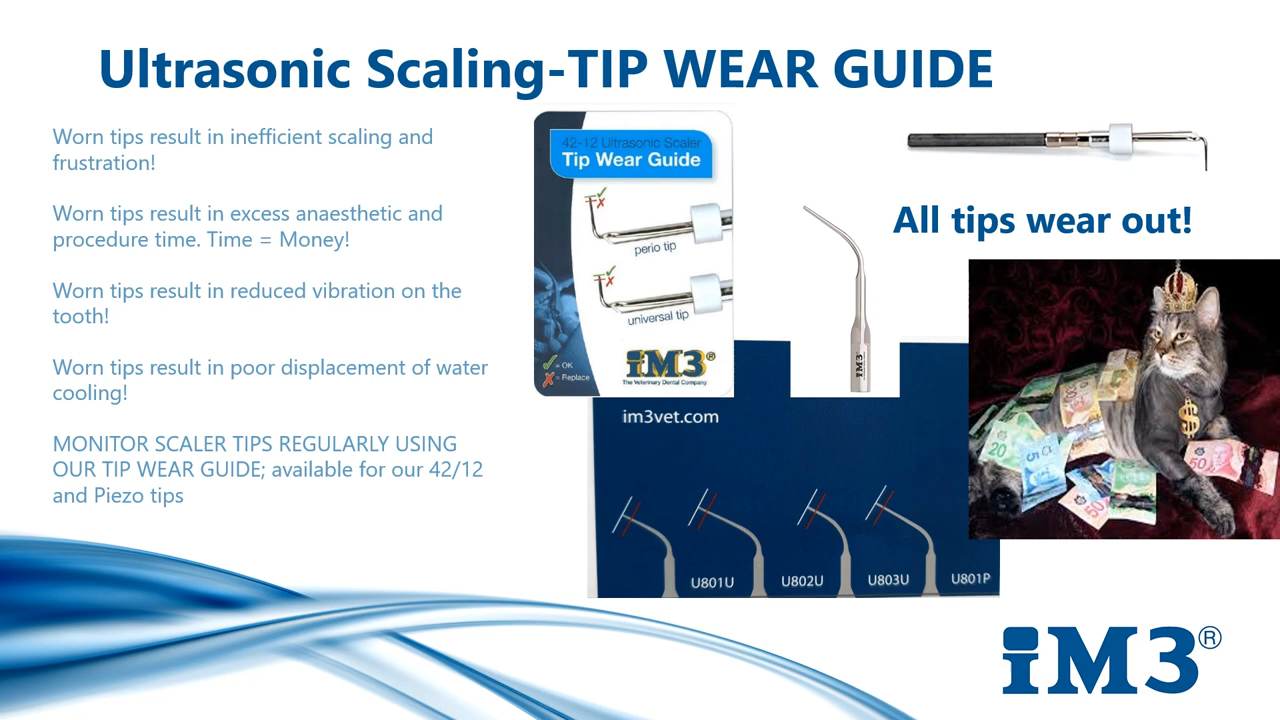 Ultrasonic Scaling-TIP WEAR GUIDE
Worn tips result in inefficient scaling and
frustration!
Worn tips result in excess anaesthetic and
procedure time. Time = Money!
Worn tips result in reduced vibration on the
tooth!
Worn tips result in poor displacement of water
cooling!
MONITOR SCALER TIPS REGULARLY USING
OUR TIP WEAR GUIDE; available for our 42/12
and Piezo tips
42-12 Ultrasonic Scaler
Tip Wear Guide
perio tip
universal tip
= OK
= Replace
iM3®
The Veterinary Dental Company
iM3
All tips wear out!
im3vet.com
U801U
U802U
U803U
U801P
20
5
50
50
$
iM3®